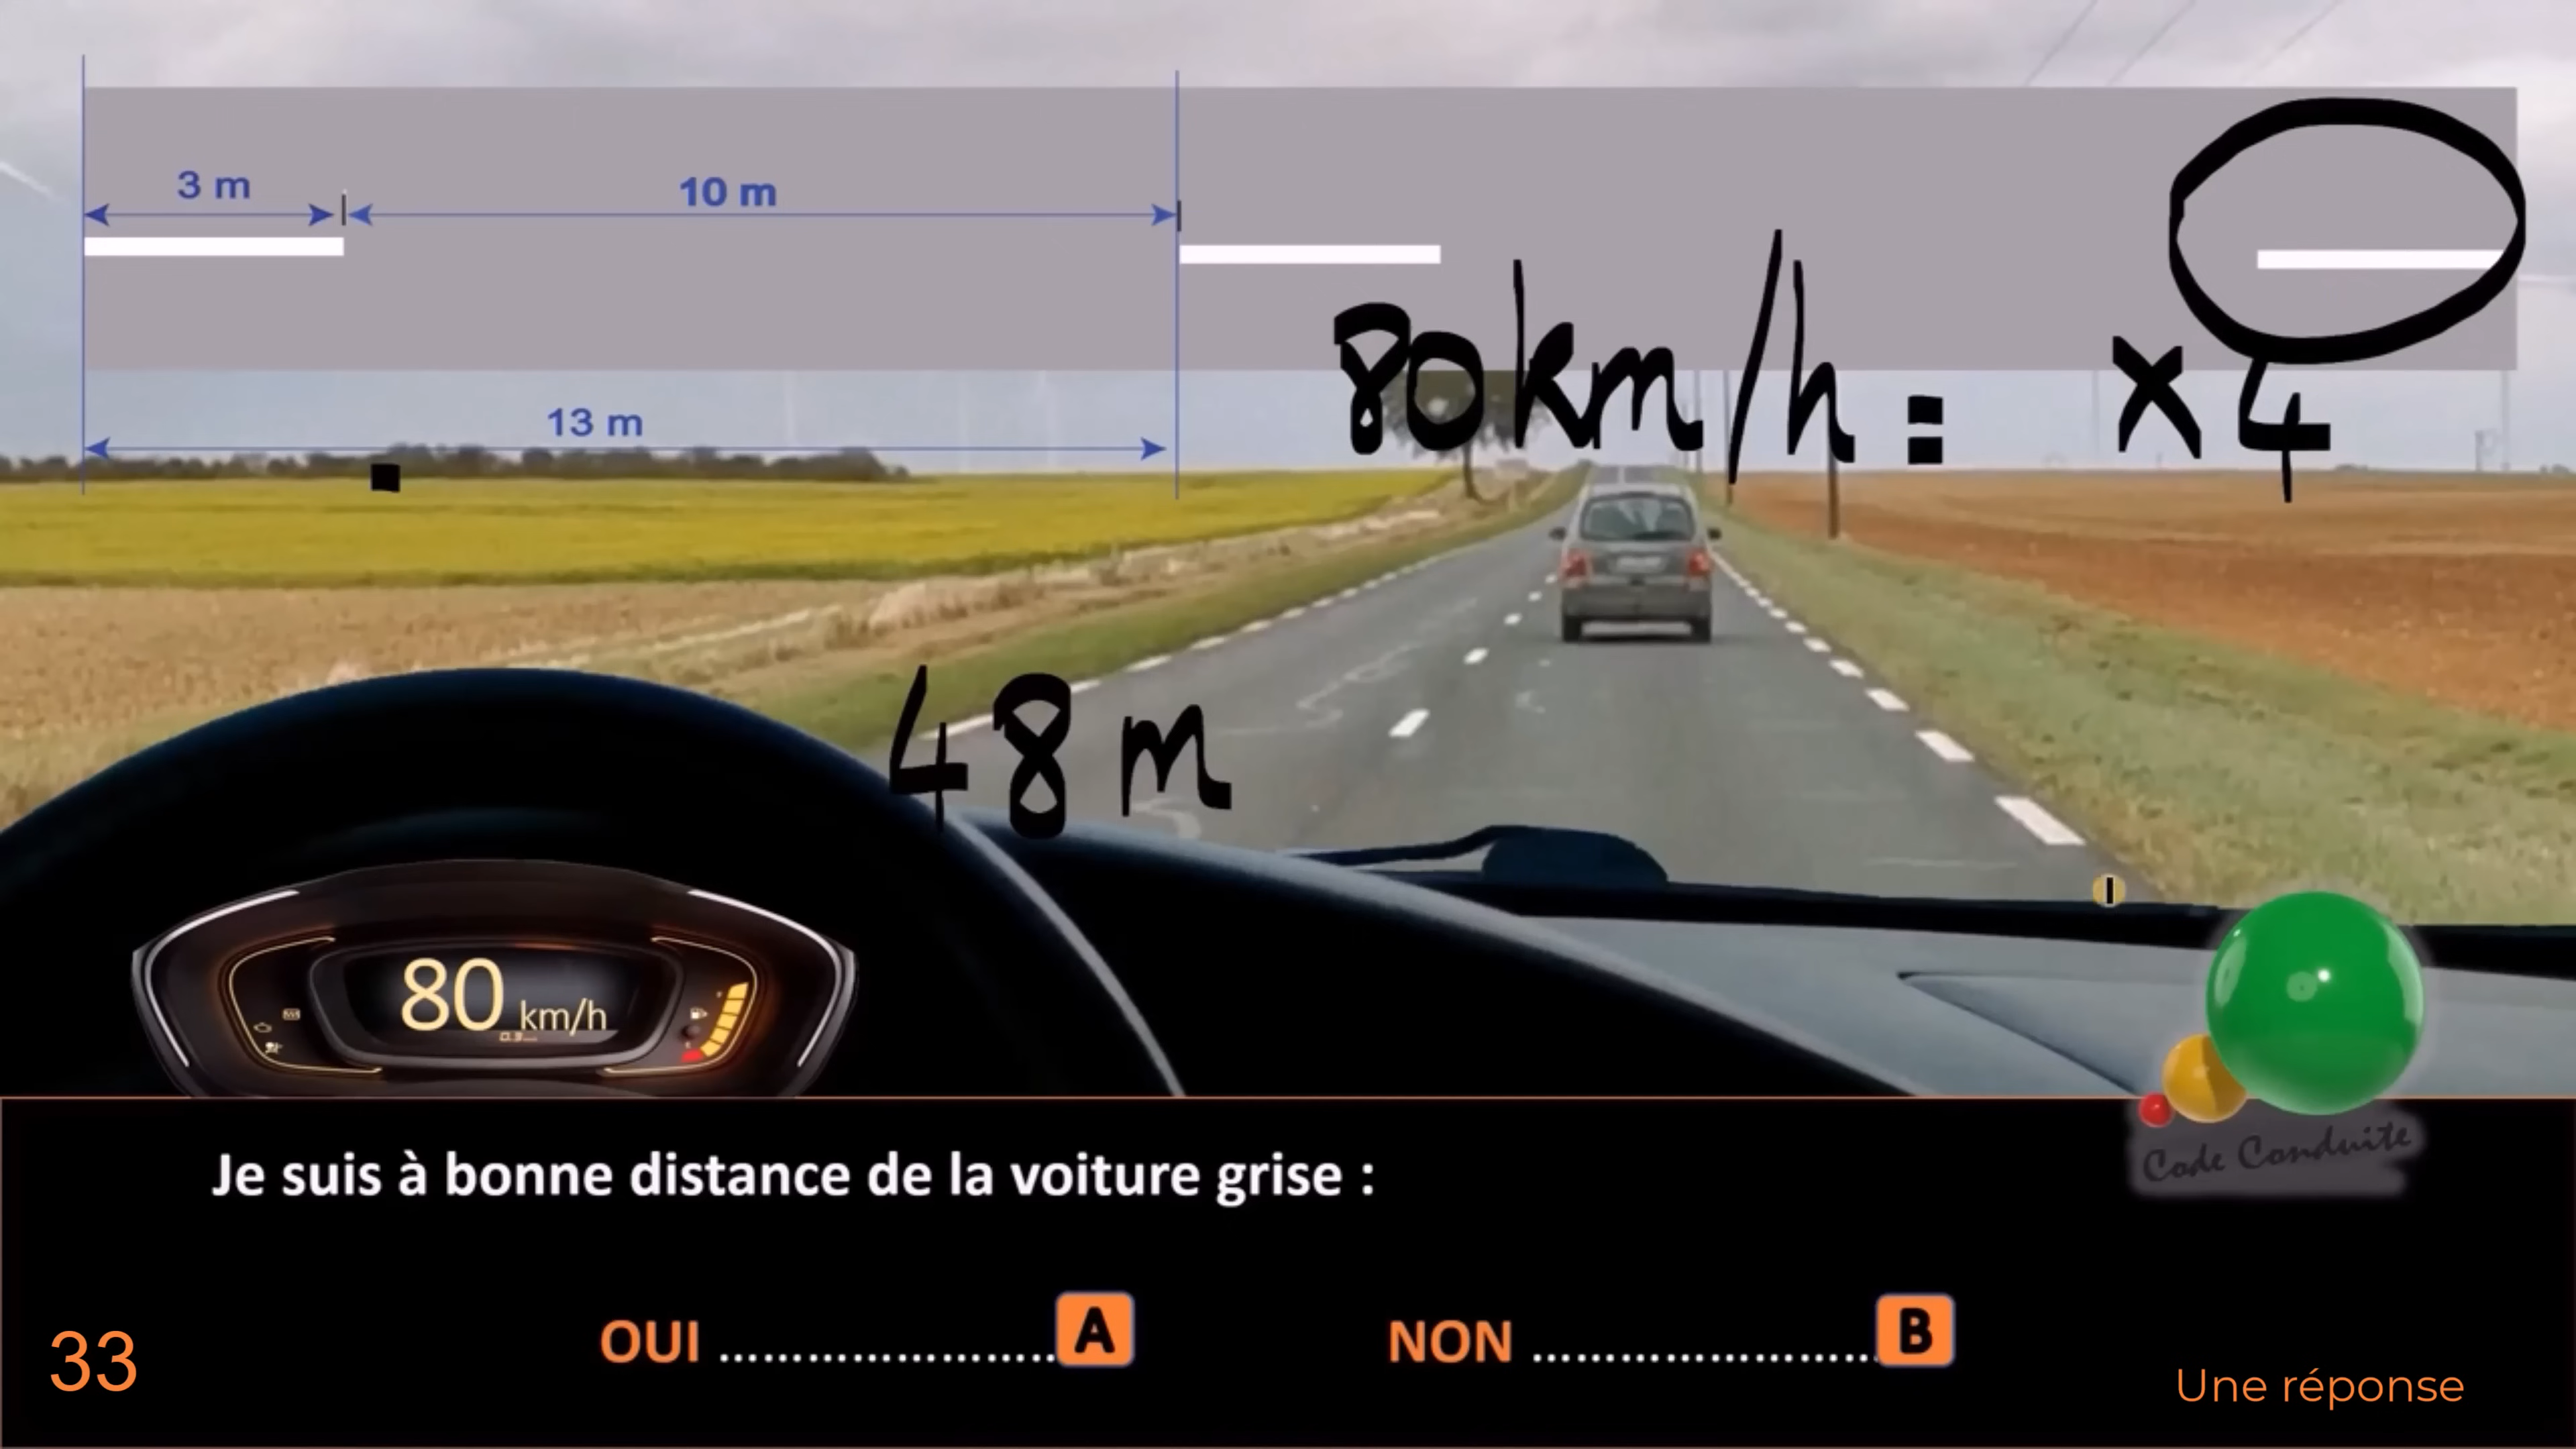 3 m
10 m
80km/h : x4
13 m
48 m
80 km/h
Je suis à bonne distance de la voiture grise :
Code Conduite
33
OUI ........................ A
NON ........................ B
Une réponse